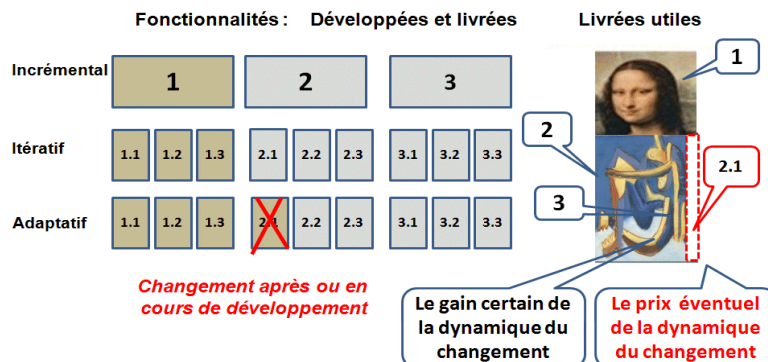 Fonctionnalités : Développées et livrées
Livrées utiles
Incrémental
1
2
3
Itératif
1.1
1.2
1.3
2.1
2.2
2.3
3.1
3.2
3.3
Adaptatif
1.1
1.2
1.3
2.1
2.2
2.3
3.1
3.2
3.3
Changement après ou en
cours de développement
1
2
3
2.1
Le gain certain de
la dynamique du
changement
Le prix éventuel
de la dynamique
du changement